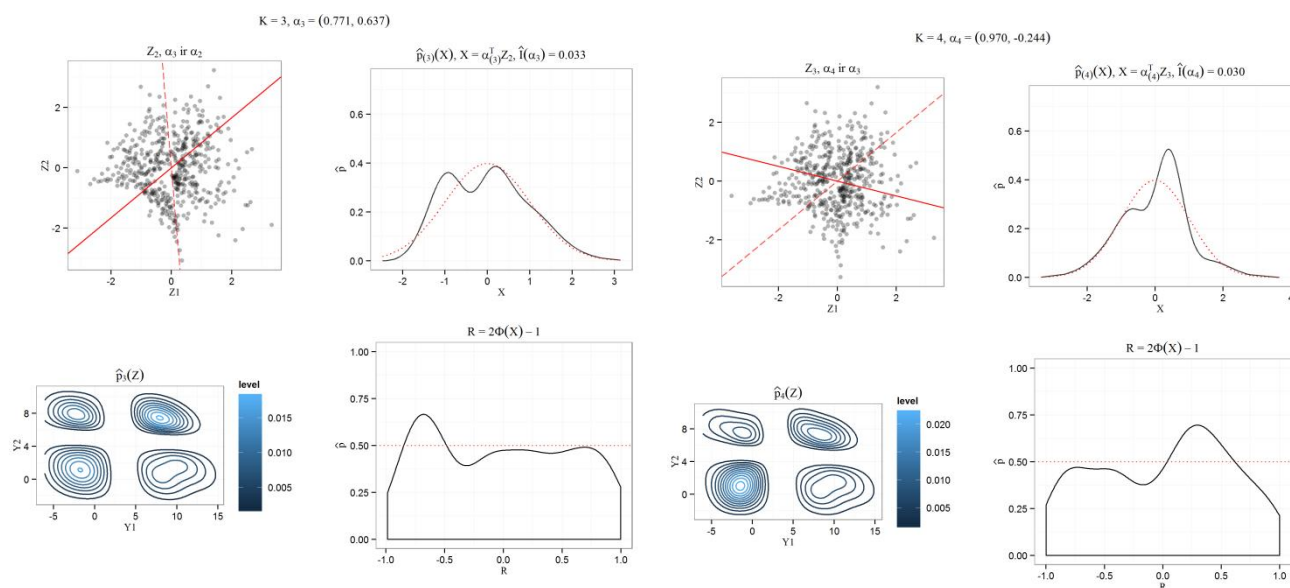 K = 3, α₃ = (0.771, 0.637)
Z₂, α₃ ir α₂
Z2
2
0
-2
-2 0 2
Z1
p̂₍₃₎(X), X = α₍₃₎ᵀZ₂, Î(α₃) = 0.033
p̂
0.6
0.4
0.2
0.0
-2 -1 0 1 2 3
X
p̂₃(Z)
Y2
8
4
0
-5 0 5 10 15
Y1
level
0.015
0.010
0.005
R = 2Φ(X) – 1
p̂
1.00
0.75
0.50
0.25
0.00
-1.0 -0.5 0.0 0.5 1.0
R
K = 4, α₄ = (0.970, -0.244)
Z₃, α₄ ir α₃
Z2
2
0
-2
-2 0 2
Z1
p̂₍₄₎(X), X = α₍₄₎ᵀZ₃, Î(α₄) = 0.030
p̂
0.6
0.4
0.2
0.0
-2 0 2 4
X
p̂₄(Z)
Y2
8
4
0
-5 0 5 10 15
Y1
level
0.020
0.015
0.010
0.005
R = 2Φ(X) – 1
p̂
1.00
0.75
0.50
0.25
0.00
-1.0 -0.5 0.0 0.5 1.0
R